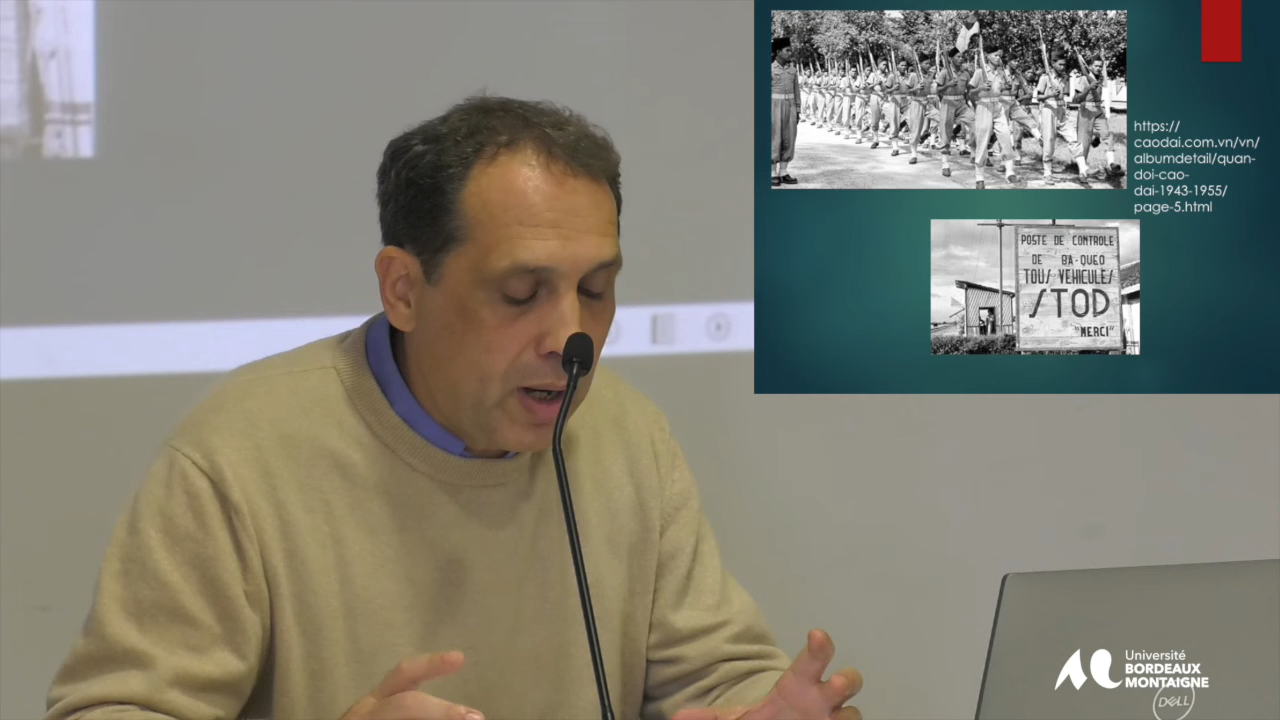 https://
caodai.com.vn/vn/
albumdetail/quan-
doi-cao-
dai-1943-1955/
page-5.html
POSTE DE CONTROLE
DE BA-QUEO
TOUS VEHICULES
STOP
"MERCI"
Université
BORDEAUX
MONTAIGNE
DELL